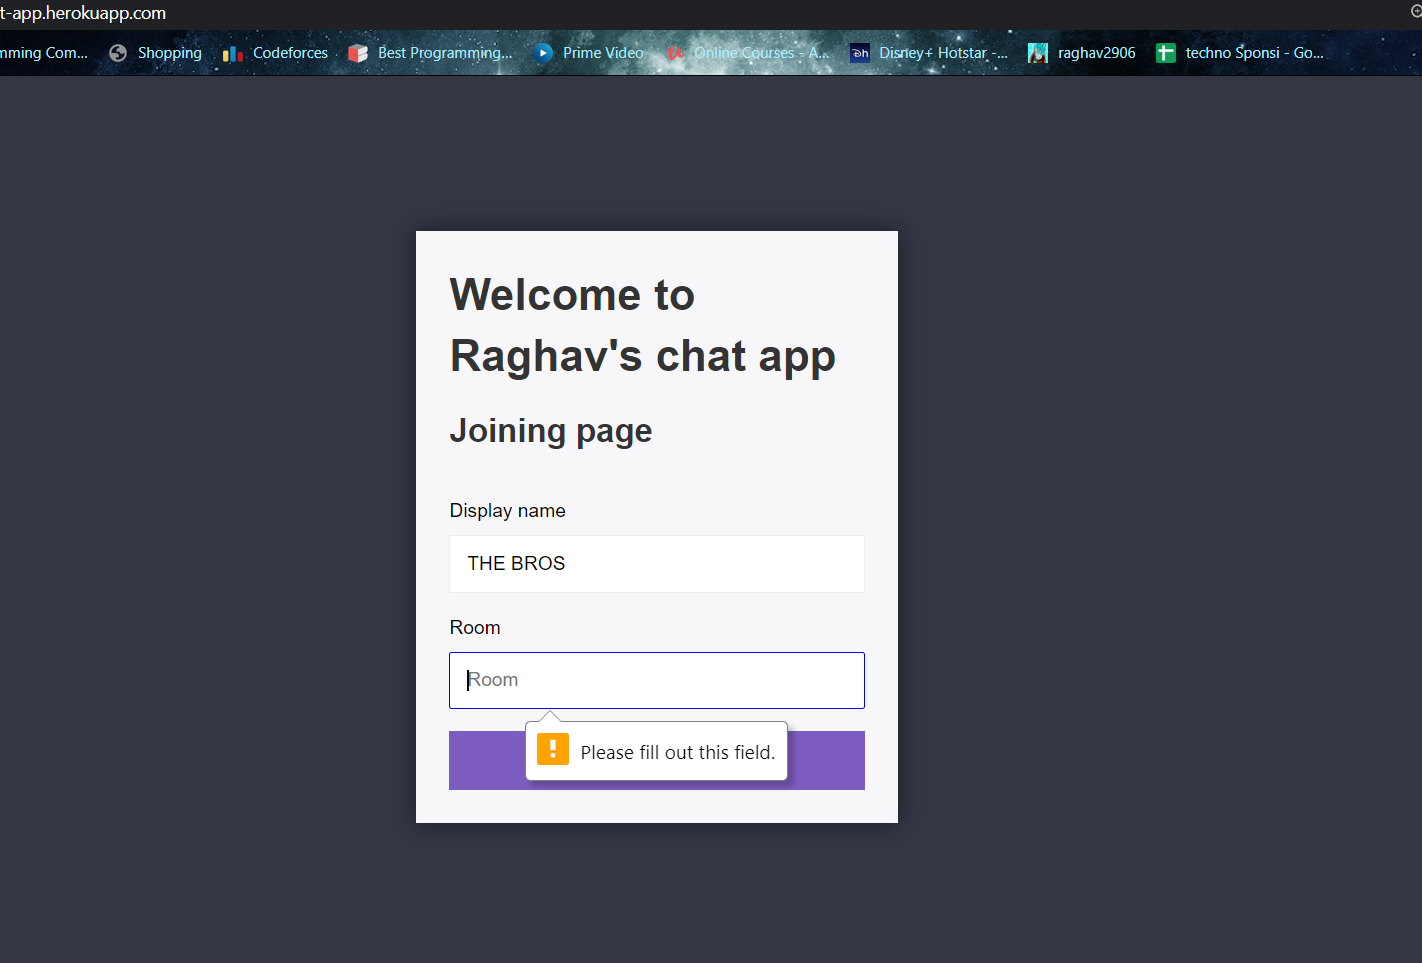 t-app.herokuapp.com
mming Com... Shopping Codeforces Best Programming... Prime Video Online Courses - A... Disney+ Hotstar -... raghav2906 techno Sponsi - Go...
Welcome to
Raghav's chat app
Joining page
Display name
THE BROS
Room
Room
Please fill out this field.